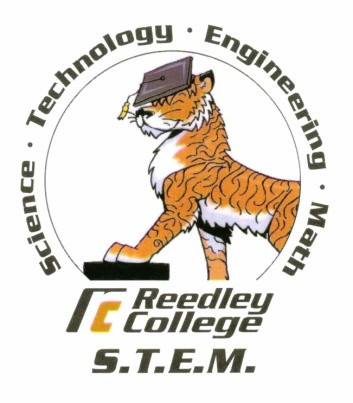 Science · Technology · Engineering · Math
rc Reedley
College
S.T.E.M.